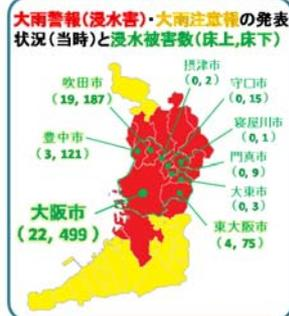 大雨警報(浸水害)・大雨注意報の発表
状況(当時)と浸水被害数(床上,床下)
摂津市
(0, 2)
吹田市
(19, 187)
守口市
(0, 15)
寝屋川市
(0, 1)
豊中市
(3, 121)
門真市
(0, 9)
大東市
(0, 3)
大阪市
(22, 499)
東大阪市
(4, 75)